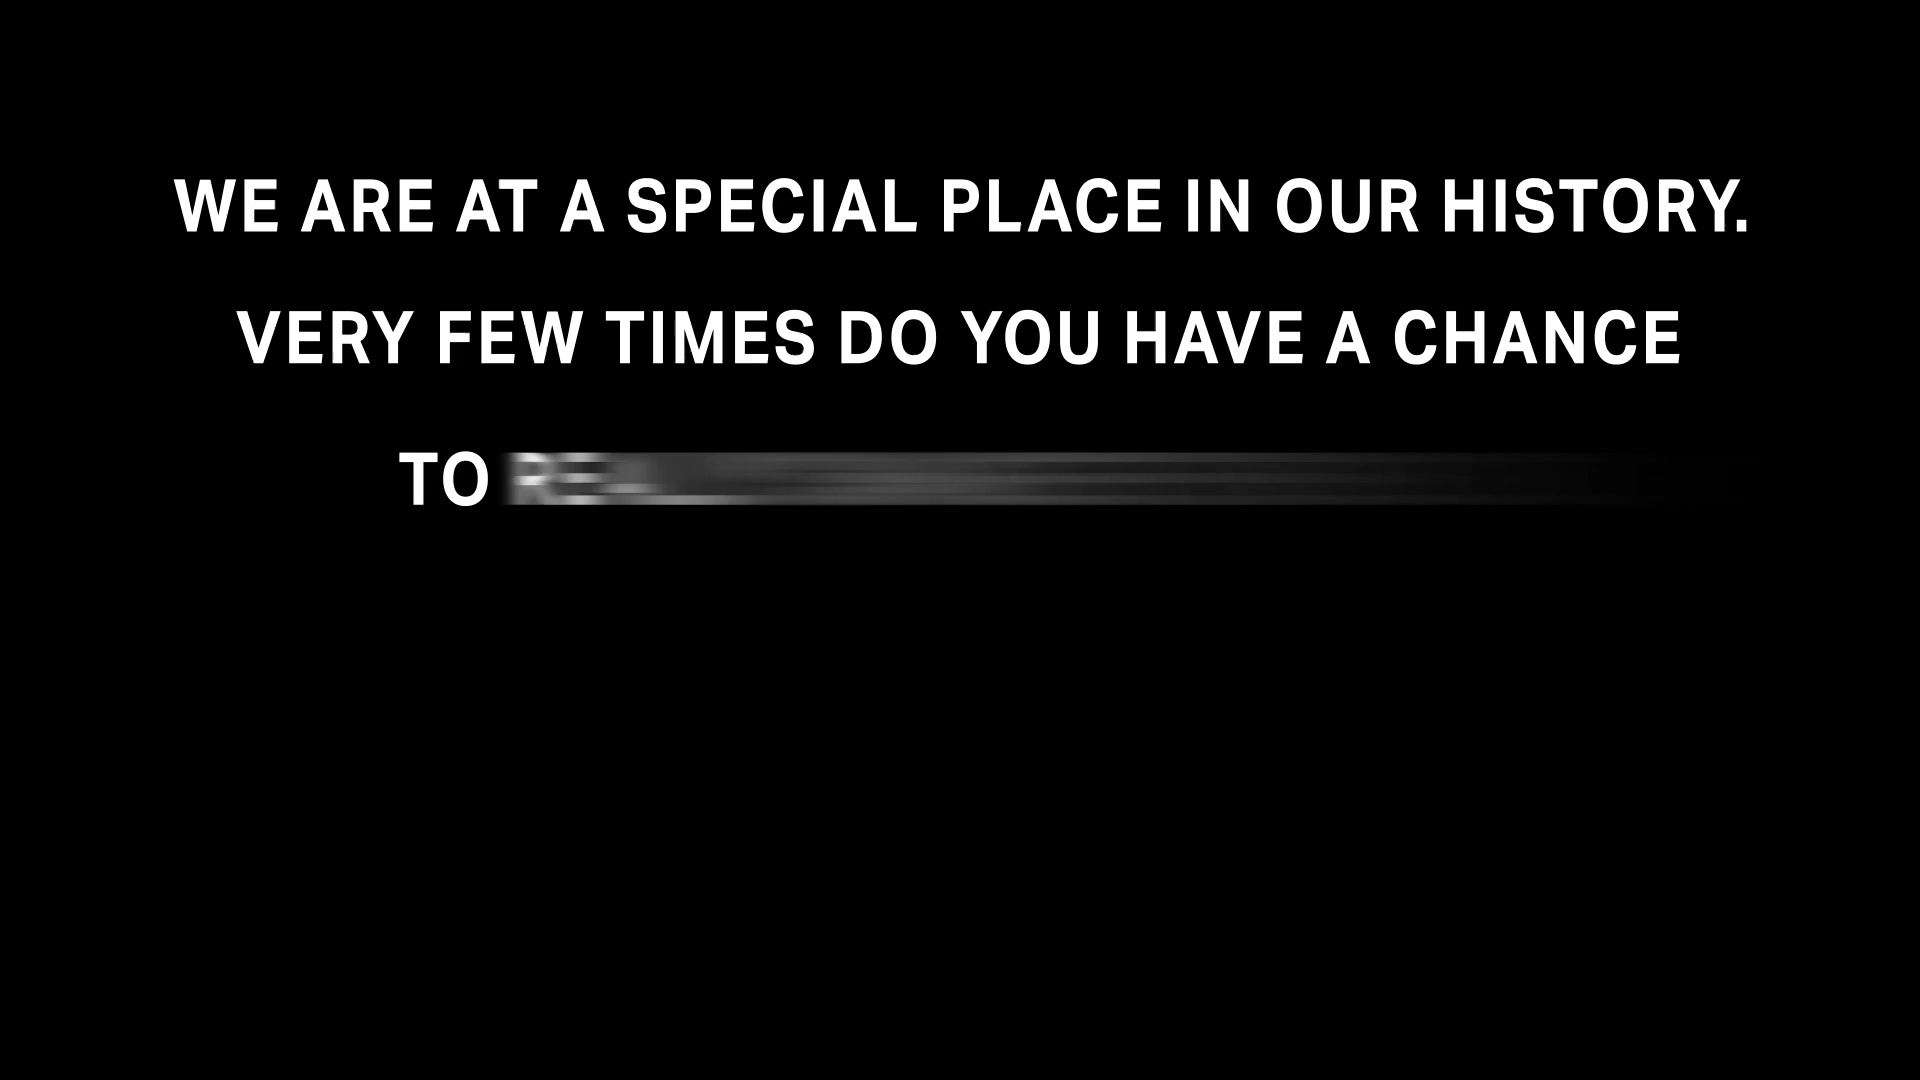 WE ARE AT A SPECIAL PLACE IN OUR HISTORY.
VERY FEW TIMES DO YOU HAVE A CHANCE
TO